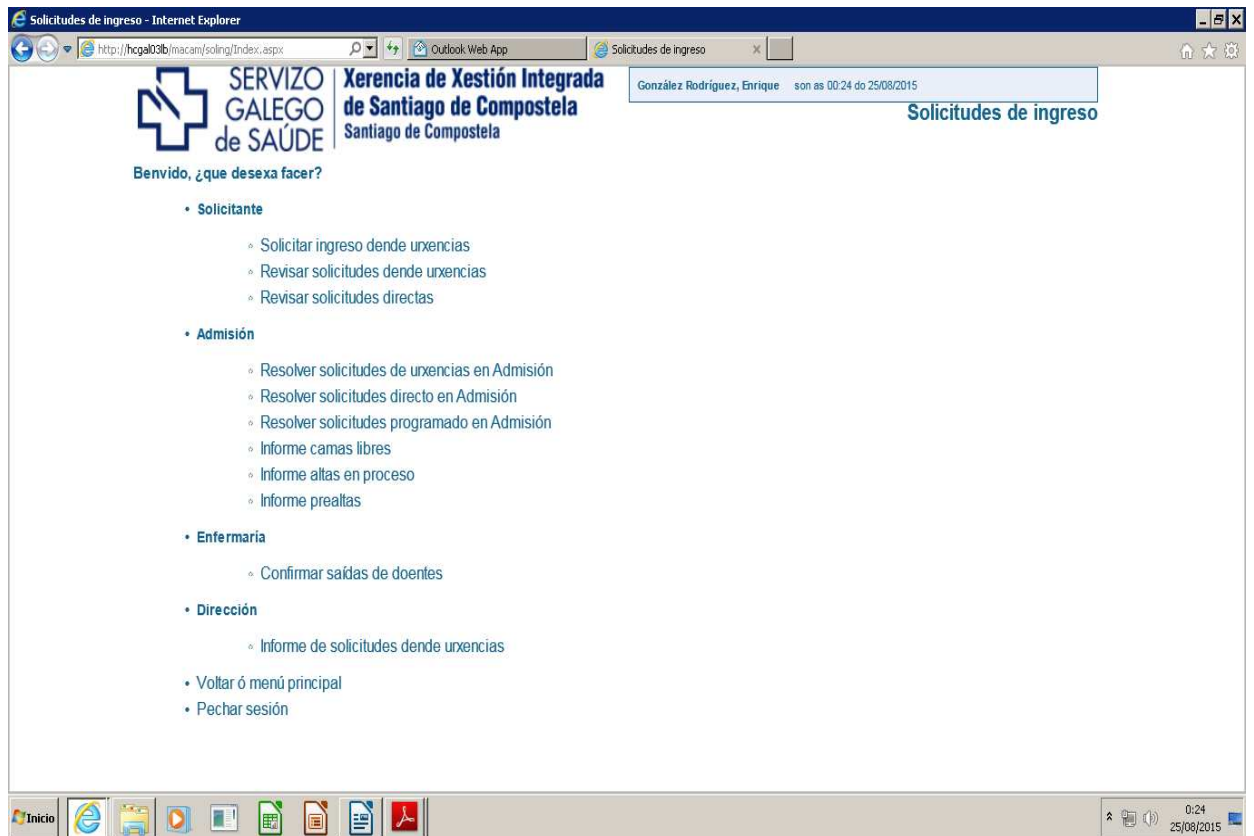 Solicitudes de ingreso - Internet Explorer
http://hcgal03lb/macam/soling/Index.aspx
Outlook Web App
Solicitudes de ingreso
SERVIZO
GALEGO
de SAÚDE
Xerencia de Xestión Integrada
de Santiago de Compostela
Santiago de Compostela
González Rodríguez, Enrique son as 00:24 do 25/08/2015
Solicitudes de ingreso
Benvido, ¿que desexa facer?
• Solicitante
◦ Solicitar ingreso dende urxencias
◦ Revisar solicitudes dende urxencias
◦ Revisar solicitudes directas
• Admisión
◦ Resolver solicitudes de urxencias en Admisión
◦ Resolver solicitudes directo en Admisión
◦ Resolver solicitudes programado en Admisión
◦ Informe camas libres
◦ Informe altas en proceso
◦ Informe prealtas
• Enfermaría
◦ Confirmar saídas de doentes
• Dirección
◦ Informe de solicitudes dende urxencias
• Voltar ó menú principal
• Pechar sesión
Inicio
0:24
25/08/2015